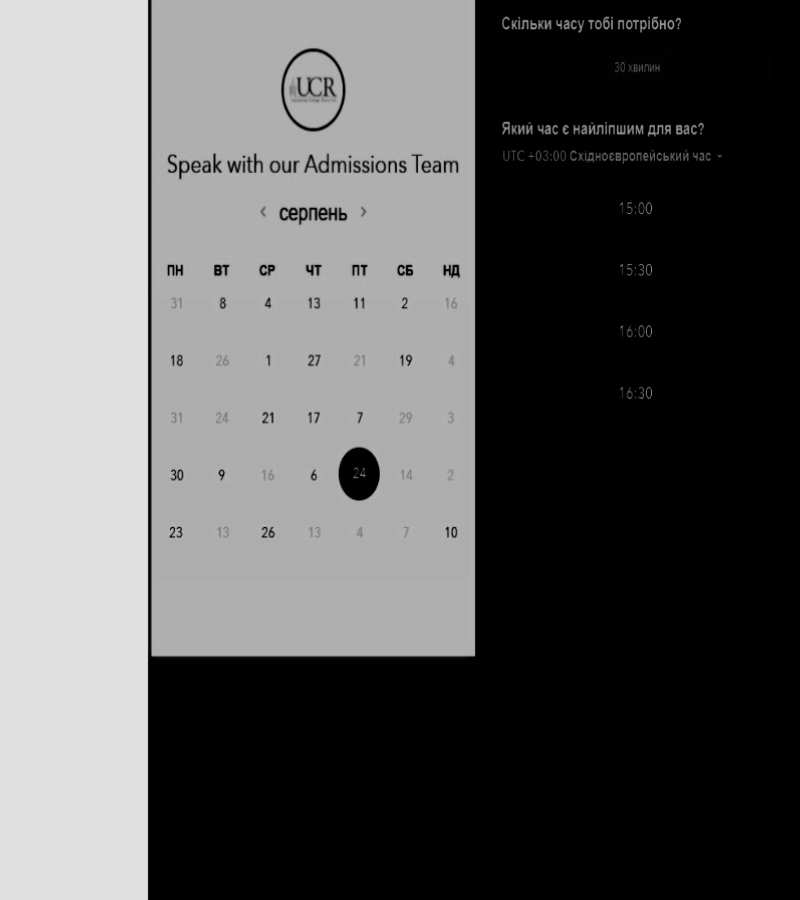 UCR
Speak with our Admissions Team
‹ серпень ›
ПН ВТ СР ЧТ ПТ СБ НД
31 8 4 13 11 2 16
18 26 1 27 21 19 4
31 24 21 17 7 29 3
30 9 16 6 24 14 2
23 13 26 13 4 7 10
Скільки часу тобі потрібно?
30 хвилин
Який час є найліпшим для вас?
UTC +03:00 Східноєвропейський час
15:00
15:30
16:00
16:30